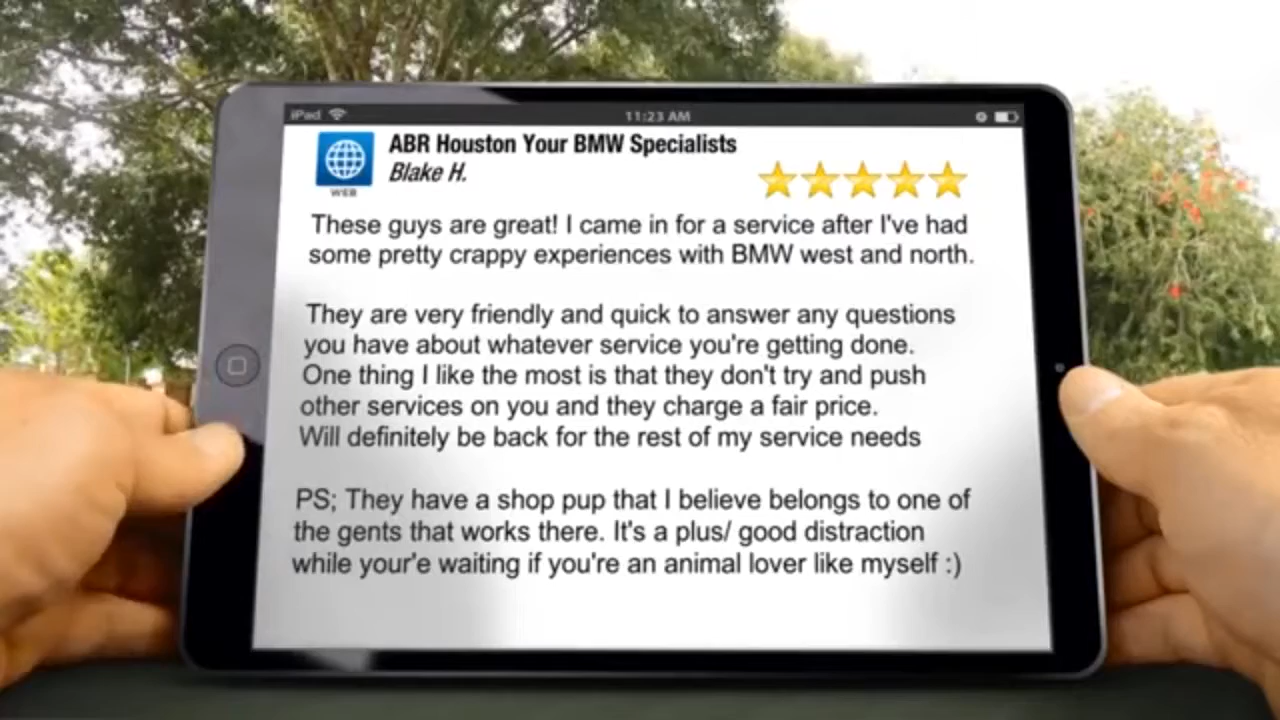 iPad
11:23 AM
WEB
ABR Houston Your BMW Specialists
Blake H.
These guys are great! I came in for a service after I've had
some pretty crappy experiences with BMW west and north.
They are very friendly and quick to answer any questions
you have about whatever service you're getting done.
One thing I like the most is that they don't try and push
other services on you and they charge a fair price.
Will definitely be back for the rest of my service needs
PS; They have a shop pup that I believe belongs to one of
the gents that works there. It's a plus/ good distraction
while your'e waiting if you're an animal lover like myself :)